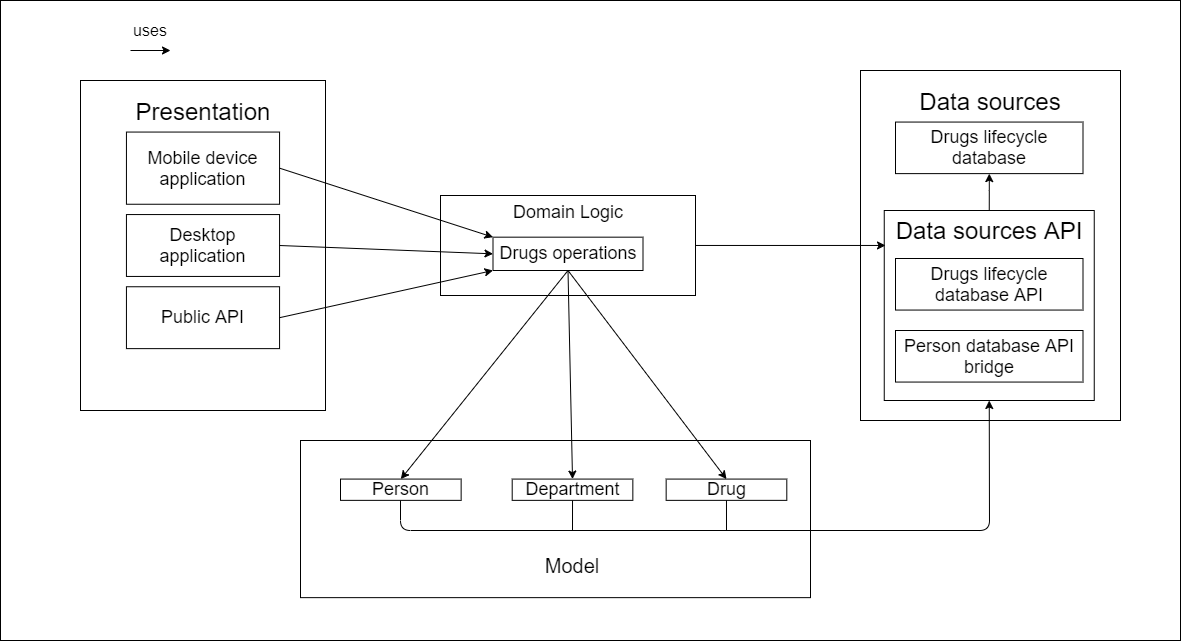 uses
Presentation
Mobile device
application
Desktop
application
Public API
Domain Logic
Drugs operations
Data sources
Drugs lifecycle
database
Data sources API
Drugs lifecycle
database API
Person database API
bridge
Person
Department
Drug
Model